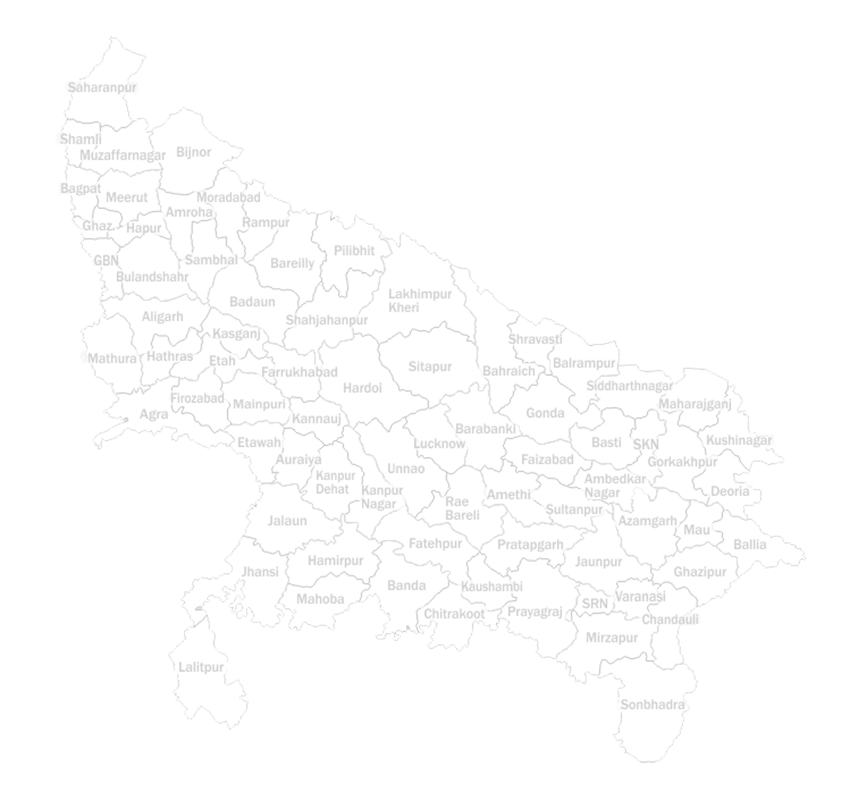 Saharanpur
Shamli
Muzaffarnagar
Bijnor
Bagpat
Meerut
Moradabad
Amroha
Rampur
Ghaz.
Hapur
Sambhal
Pilibhit
GBN
Bareilly
Bulandshahr
Badaun
Lakhimpur
Kheri
Aligarh
Shahjahanpur
Kasganj
Shravasti
Mathura
Hathras
Etah
Farrukhabad
Sitapur
Bahraich
Balrampur
Hardoi
Siddharthnagar
Firozabad
Mainpuri
Maharajganj
Agra
Kannauj
Gonda
Etawah
Lucknow
Barabanki
Basti
SKN
Kushinagar
Auraiya
Unnao
Faizabad
Gorkakhpur
Kanpur
Dehat
Kanpur
Nagar
Rae
Bareli
Amethi
Ambedkar
Nagar
Deoria
Sultanpur
Jalaun
Azamgarh
Mau
Fatehpur
Pratapgarh
Ballia
Jhansi
Hamirpur
Jaunpur
Ghazipur
Mahoba
Banda
Kaushambi
Chitrakoot
Prayagraj
SRN
Varanasi
Chandauli
Mirzapur
Lalitpur
Sonbhadra